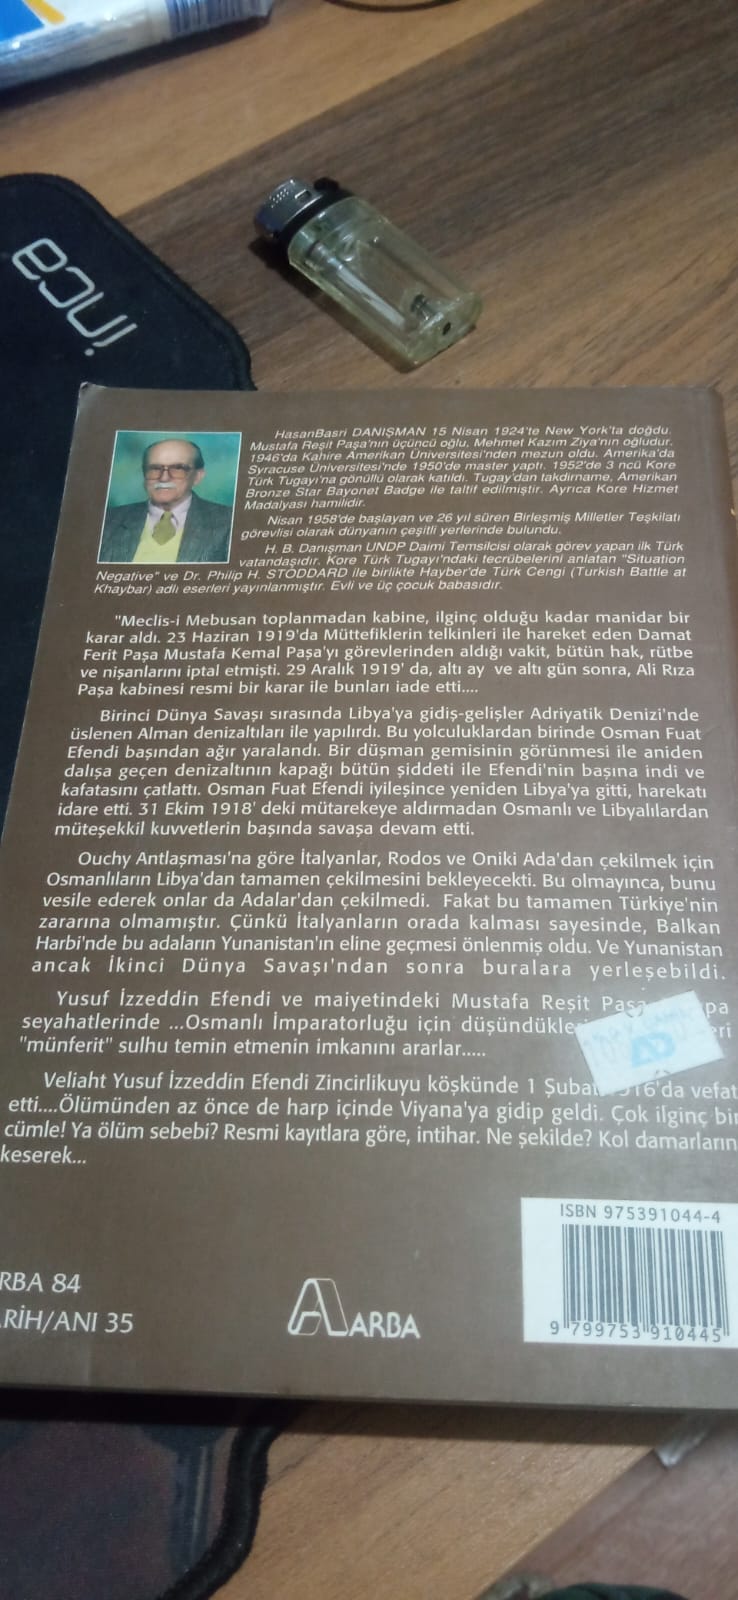 inca
HasanBasri DANIŞMAN 15 Nisan 1924'te New York'ta doğdu.
Mustafa Reşit Paşa'nın üçüncü oğlu, Mehmet Kazım Ziya'nın oğludur.
1946'da Kahire Amerikan Üniversitesi'nden mezun oldu. Amerika'da
Syracuse Üniversitesi'nde 1950'de master yaptı. 1952'de 3 ncü Kore
Türk Tugayı'na gönüllü olarak katıldı. Tugay'dan takdirname, Amerikan
Bronze Star Bayonet Badge ile taltif edilmiştir. Ayrıca Kore Hizmet
Madalyası hamilidir.
Nisan 1958'de başlayan ve 26 yıl süren Birleşmiş Milletler Teşkilatı
görevlisi olarak dünyanın çeşitli yerlerinde bulundu.
H. B. Danışman UNDP Daimi Temsilcisi olarak görev yapan ilk Türk
vatandaşıdır. Kore Türk Tugayı'ndaki tecrübelerini anlatan "Situation
Negative" ve Dr. Philip H. STODDARD ile birlikte Hayber'de Türk Cengi (Turkish Battle at
Khaybar) adlı eserleri yayınlanmıştır. Evli ve üç çocuk babasıdır.
"Meclis-i Mebusan toplanmadan kabine, ilginç olduğu kadar manidar bir
karar aldı. 23 Haziran 1919'da Müttefiklerin telkinleri ile hareket eden Damat
Ferit Paşa Mustafa Kemal Paşa'yı görevlerinden aldığı vakit, bütün hak, rütbe
ve nişanlarını iptal etmişti. 29 Aralık 1919' da, altı ay ve altı gün sonra, Ali Rıza
Paşa kabinesi resmi bir karar ile bunları iade etti....
Birinci Dünya Savaşı sırasında Libya'ya gidiş-gelişler Adriyatik Denizi'nde
üslenen Alman denizaltıları ile yapılırdı. Bu yolculuklardan birinde Osman Fuat
Efendi başından ağır yaralandı. Bir düşman gemisinin görünmesi ile aniden
dalışa geçen denizaltının kapağı bütün şiddeti ile Efendi'nin başına indi ve
kafatasını çatlattı. Osman Fuat Efendi iyileşince yeniden Libya'ya gitti, harekatı
idare etti. 31 Ekim 1918' deki mütarekeye aldırmadan Osmanlı ve Libyalılardan
müteşekkil kuvvetlerin başında savaşa devam etti.
Ouchy Antlaşması'na göre İtalyanlar, Rodos ve Oniki Ada'dan çekilmek için
Osmanlıların Libya'dan tamamen çekilmesini bekleyecekti. Bu olmayınca, bunu
vesile ederek onlar da Adalar'dan çekilmedi. Fakat bu tamamen Türkiye'nin
zararına olmamıştır. Çünkü İtalyanların orada kalması sayesinde, Balkan
Harbi'nde bu adaların Yunanistan'ın eline geçmesi önlenmiş oldu. Ve Yunanistan
ancak İkinci Dünya Savaşı'ndan sonra buralara yerleşebildi.
Yusuf İzzeddin Efendi ve maiyetindeki Mustafa Reşit
seyahatlerinde ...Osmanlı İmparatorluğu için
"münferit" sulhu temin etmenin imkanını ararlar.....
Veliaht Yusuf İzzeddin Efendi Zincirlikuyu köşkünde 1 vefat
etti....Ölümünden az önce de harp içinde Viyana'ya gidip geldi. Çok ilginç bir
cümle! Ya ölüm sebebi? Resmi kayıtlara göre, intihar. Ne şekilde? Kol damarların
keserek...
ISBN 975391044-4
9 799753 910445
RBA 84
ARİH/ANI 35
ARBA